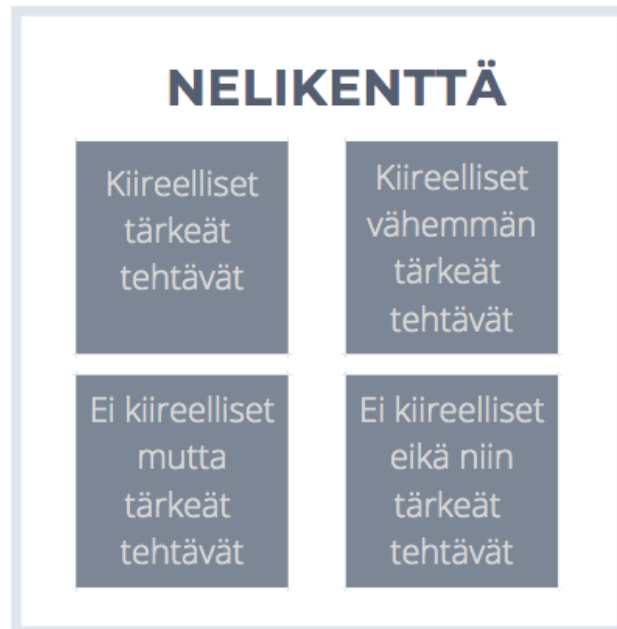 NELIKENTTÄ
Kiireelliset
tärkeät
tehtävät
Kiireelliset
vähemmän
tärkeät
tehtävät
Ei kiireelliset
mutta
tärkeät
tehtävät
Ei kiireelliset
eikä niin
tärkeät
tehtävät